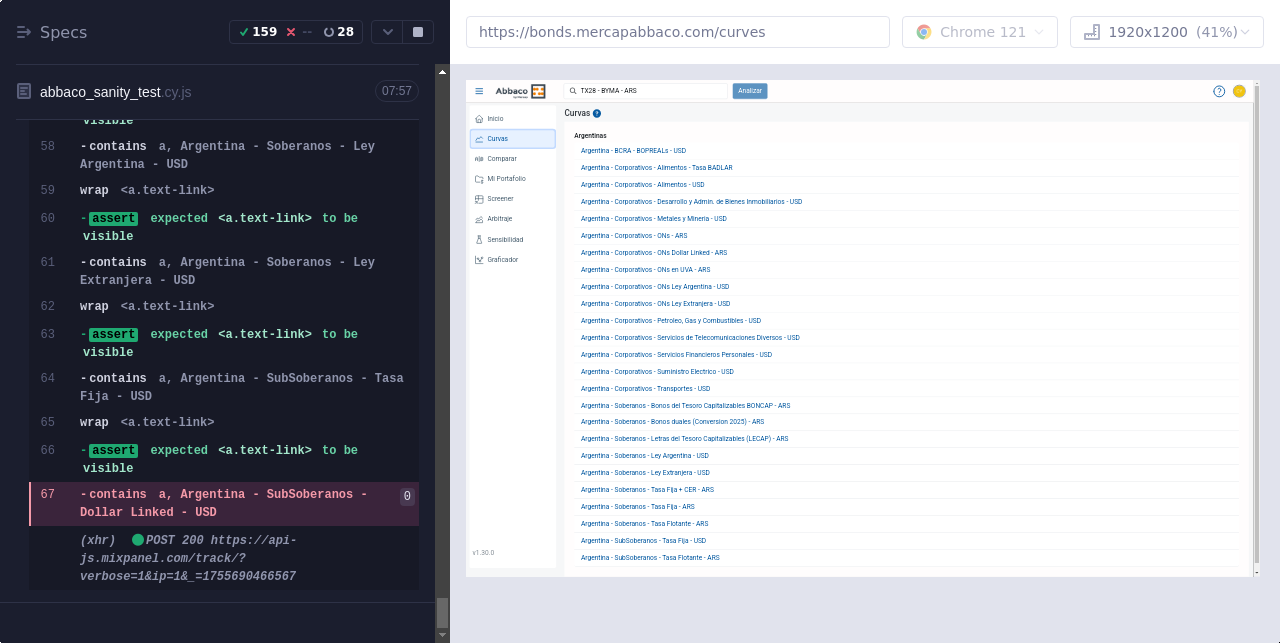 Specs
159
--
28
abbaco_sanity_test.cy.js
07:57
visible
58 -contains a, Argentina - Soberanos - Ley
Argentina - USD
59 wrap <a.text-link>
60 -assert expected <a.text-link> to be
visible
61 -contains a, Argentina - Soberanos - Ley
Extranjera - USD
62 wrap <a.text-link>
63 -assert expected <a.text-link> to be
visible
64 -contains a, Argentina - SubSoberanos - Tasa
Fija - USD
65 wrap <a.text-link>
66 -assert expected <a.text-link> to be
visible
67 -contains a, Argentina - SubSoberanos -
Dollar Linked - USD
0
(xhr) POST 200 https://api-
js.mixpanel.com/track/?
verbose=1&ip=1&_=1755690466567
https://bonds.mercapabbaco.com/curves
Chrome 121
1920x1200 (41%)
Abbaco
TX28 - BYMA - ARS
Analizar
?
Inicio
Curvas
Comparar
Mi Portafolio
Screener
Arbitraje
Sensibilidad
Graficador
v1.30.0
Curvas ?
Argentinas
Argentina - BCRA - BOPREALs - USD
Argentina - Corporativos - Alimentos - Tasa BADLAR
Argentina - Corporativos - Alimentos - USD
Argentina - Corporativos - Desarrollo y Admin. de Bienes Inmobiliarios - USD
Argentina - Corporativos - Metales y Mineria - USD
Argentina - Corporativos - ONs - ARS
Argentina - Corporativos - ONs Dollar Linked - ARS
Argentina - Corporativos - ONs en UVA - ARS
Argentina - Corporativos - ONs Ley Argentina - USD
Argentina - Corporativos - ONs Ley Extranjera - USD
Argentina - Corporativos - Petroleo, Gas y Combustibles - USD
Argentina - Corporativos - Servicios de Telecomunicaciones Diversos - USD
Argentina - Corporativos - Servicios Financieros Personales - USD
Argentina - Corporativos - Suministro Electrico - USD
Argentina - Corporativos - Transportes - USD
Argentina - Soberanos - Bonos del Tesoro Capitalizables BONCAP - ARS
Argentina - Soberanos - Bonos duales (Conversion 2025) - ARS
Argentina - Soberanos - Letras del Tesoro Capitalizables (LECAP) - ARS
Argentina - Soberanos - Ley Argentina - USD
Argentina - Soberanos - Ley Extranjera - USD
Argentina - Soberanos - Tasa Fija + CER - ARS
Argentina - Soberanos - Tasa Fija - ARS
Argentina - Soberanos - Tasa Flotante - ARS
Argentina - SubSoberanos - Tasa Fija - USD
Argentina - SubSoberanos - Tasa Flotante - ARS